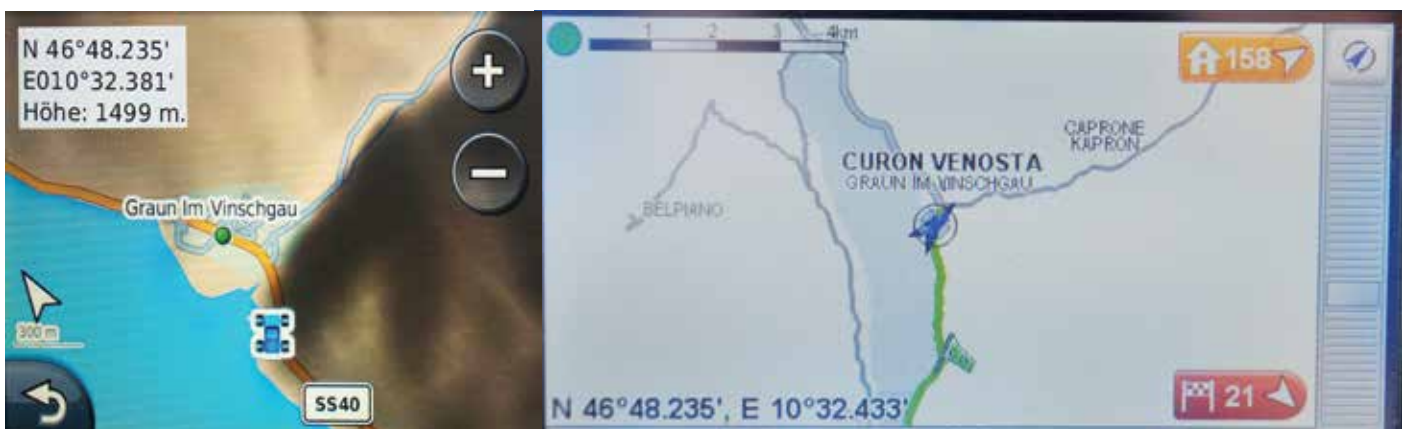 N 46°48.235'
E010°32.381'
Höhe: 1499 m.
Graun Im Vinschgau
300 m
SS40
1 2 3 4km
158
CAPRONE
KAPRON
CURON VENOSTA
GRAUN IM VINSCHGAU
BELPIANO
21
N 46°48.235', E 10°32.433'